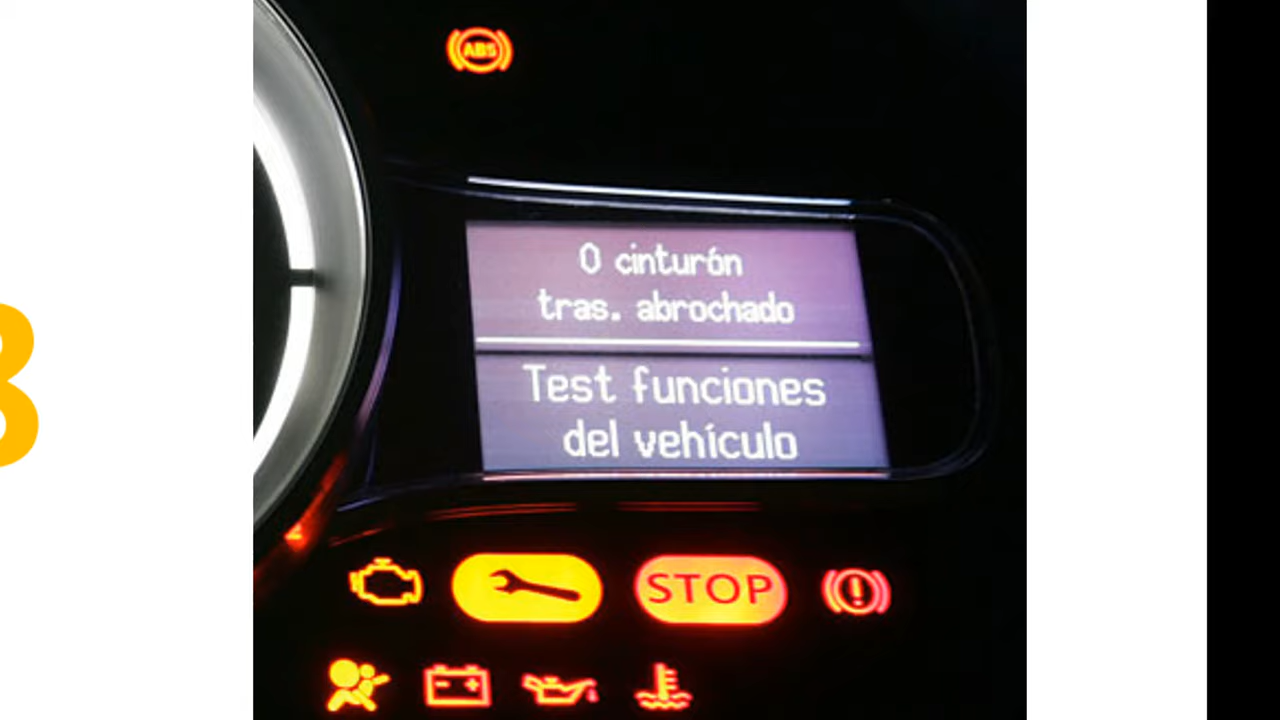 ABS
0 cinturón
tras. abrochado
Test funciones
del vehículo
STOP